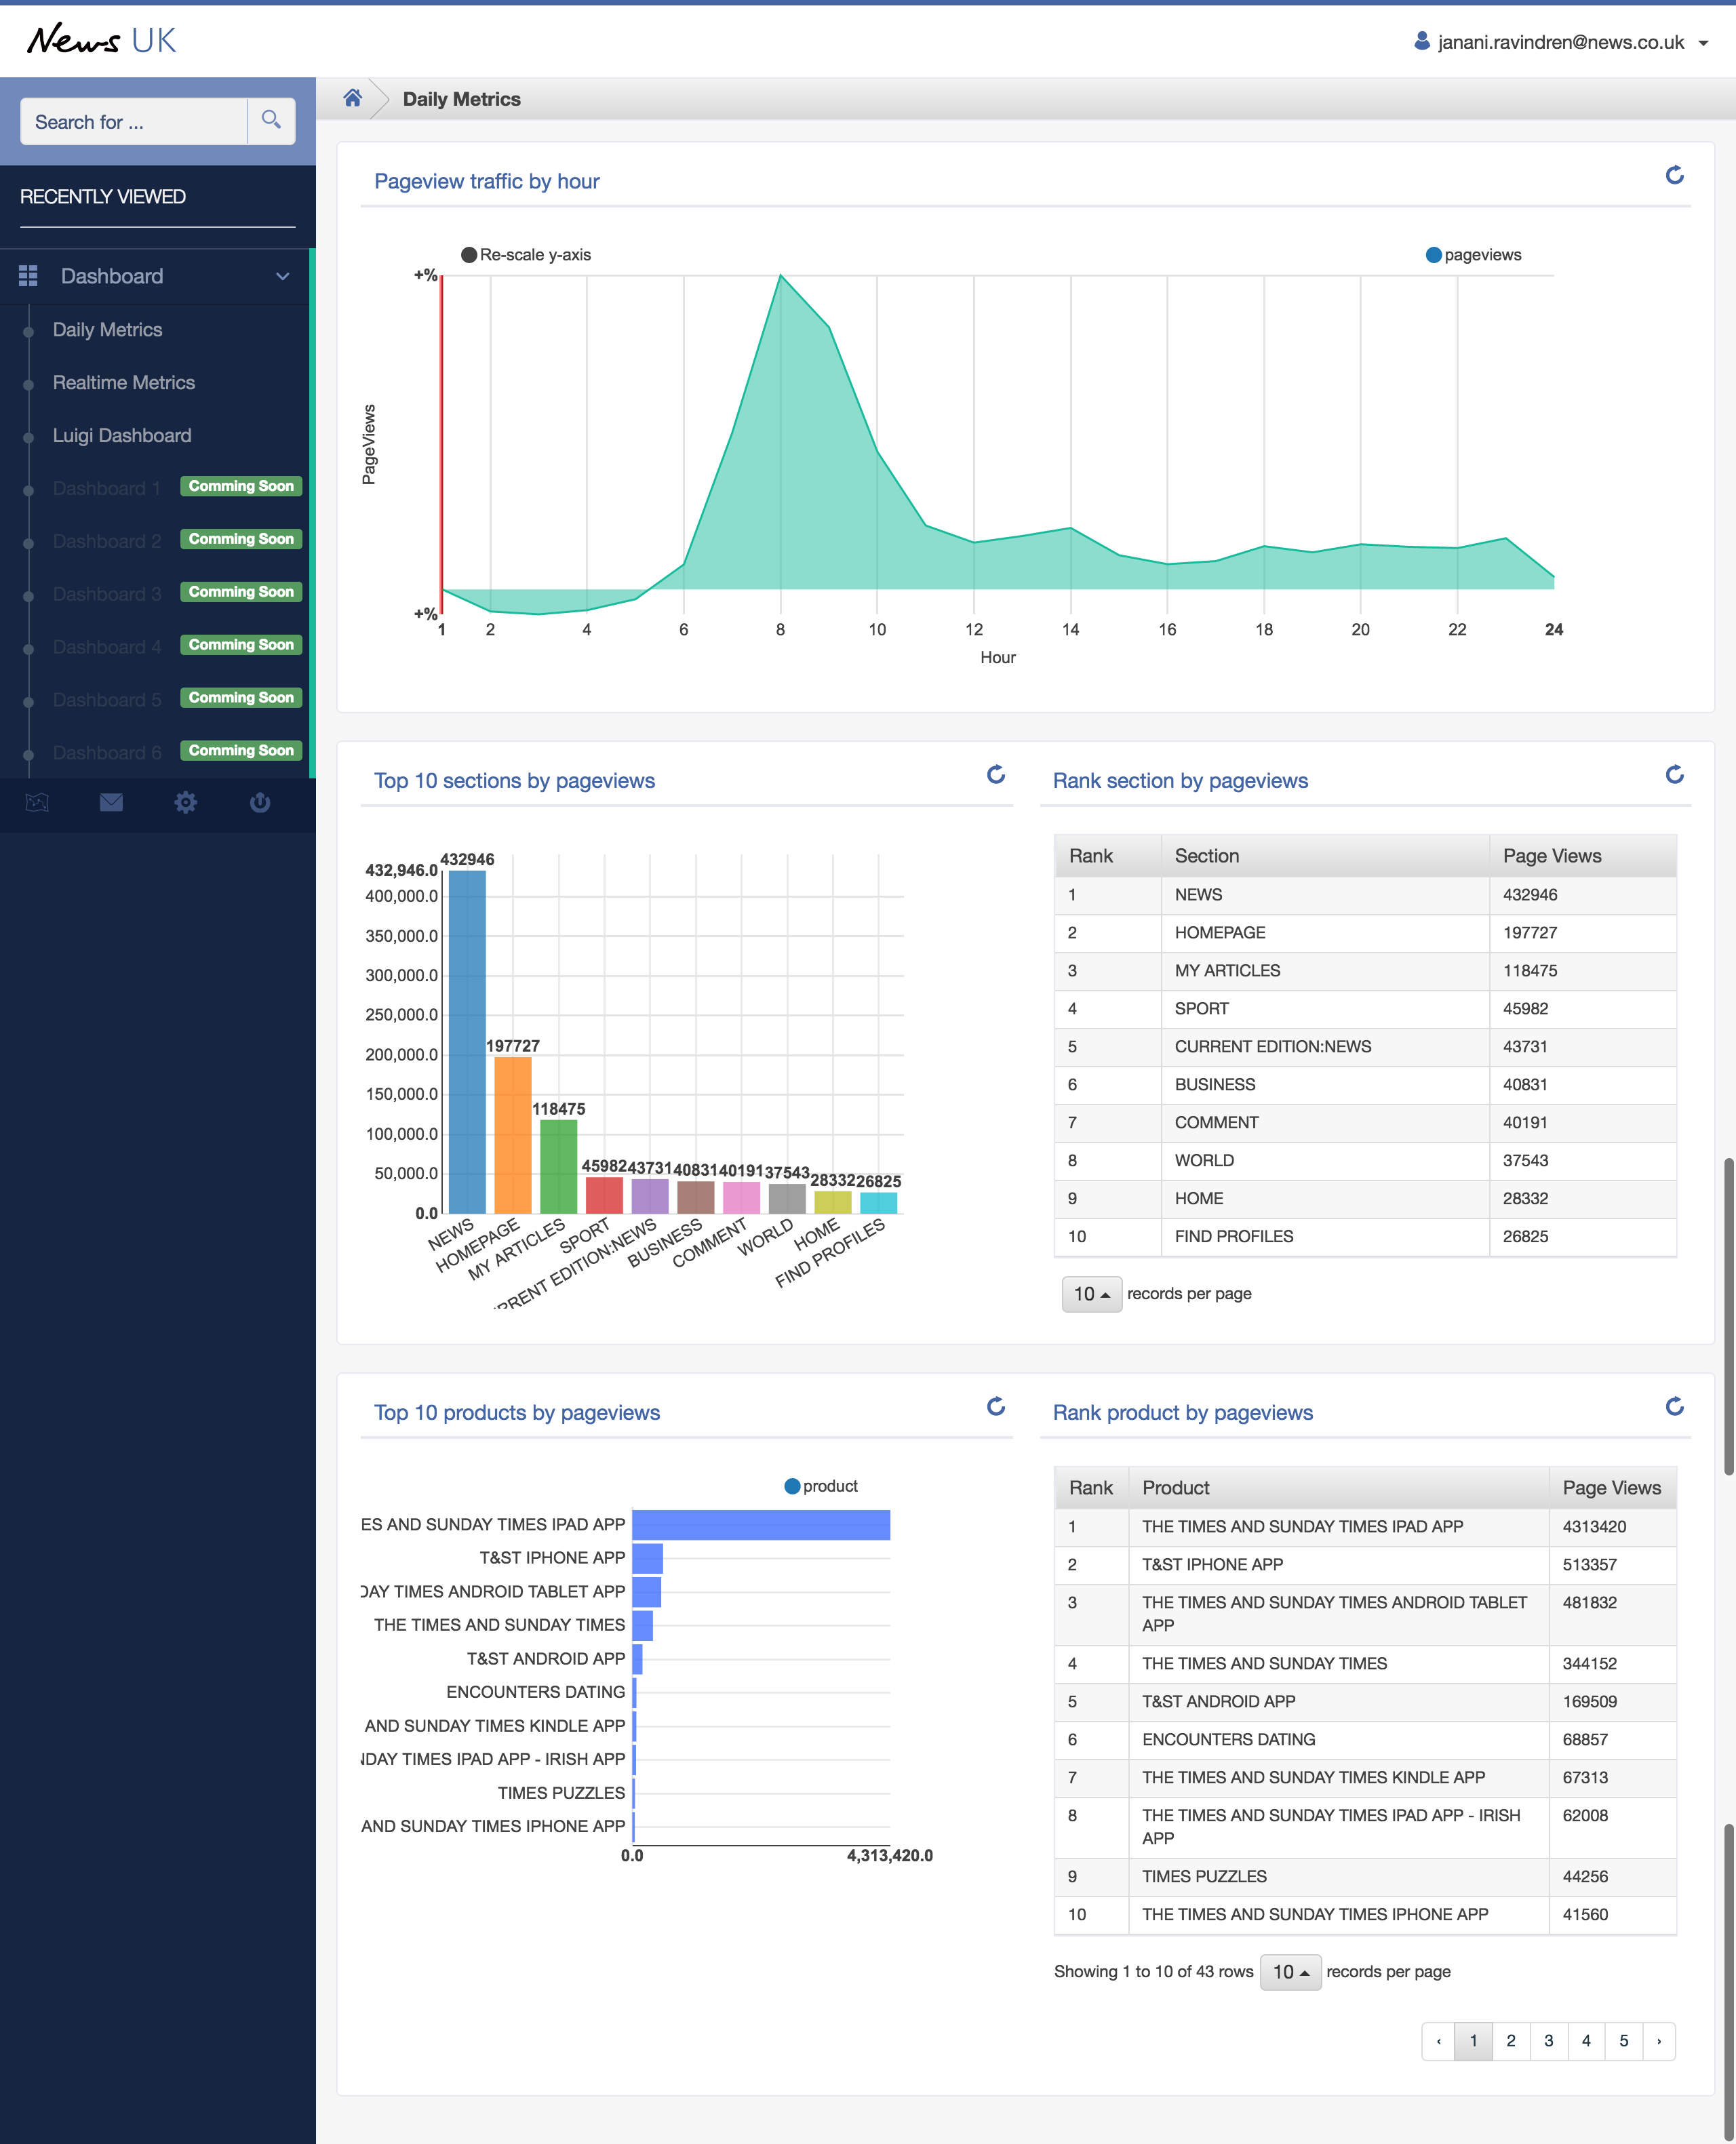 News UK
janani.ravindren@news.co.uk
Search for ...
Daily Metrics
RECENTLY VIEWED
Dashboard
Daily Metrics
Realtime Metrics
Luigi Dashboard
Dashboard 1 Comming Soon
Dashboard 2 Comming Soon
Dashboard 3 Comming Soon
Dashboard 4 Comming Soon
Dashboard 5 Comming Soon
Dashboard 6 Comming Soon
Pageview traffic by hour
Re-scale y-axis
pageviews
+%
PageViews
+%
1 2 4 6 8 10 12 14 16 18 20 22 24
Hour
Top 10 sections by pageviews
432946
432,946.0
400,000.0
350,000.0
300,000.0
250,000.0
200,000.0
150,000.0
100,000.0
50,000.0
0.0
197727
118475
45982
43731
40831
40191
37543
28332
26825
NEWS
HOMEPAGE
MY ARTICLES
SPORT
RRENT EDITION:NEWS
BUSINESS
COMMENT
WORLD
HOME
FIND PROFILES
Rank section by pageviews
Rank Section Page Views
1 NEWS 432946
2 HOMEPAGE 197727
3 MY ARTICLES 118475
4 SPORT 45982
5 CURRENT EDITION:NEWS 43731
6 BUSINESS 40831
7 COMMENT 40191
8 WORLD 37543
9 HOME 28332
10 FIND PROFILES 26825
10 records per page
Top 10 products by pageviews
product
ES AND SUNDAY TIMES IPAD APP
T&ST IPHONE APP
DAY TIMES ANDROID TABLET APP
THE TIMES AND SUNDAY TIMES
T&ST ANDROID APP
ENCOUNTERS DATING
AND SUNDAY TIMES KINDLE APP
NDAY TIMES IPAD APP - IRISH APP
TIMES PUZZLES
AND SUNDAY TIMES IPHONE APP
0.0 4,313,420.0
Rank product by pageviews
Rank Product Page Views
1 THE TIMES AND SUNDAY TIMES IPAD APP 4313420
2 T&ST IPHONE APP 513357
3 THE TIMES AND SUNDAY TIMES ANDROID TABLET 481832
APP
4 THE TIMES AND SUNDAY TIMES 344152
5 T&ST ANDROID APP 169509
6 ENCOUNTERS DATING 68857
7 THE TIMES AND SUNDAY TIMES KINDLE APP 67313
8 THE TIMES AND SUNDAY TIMES IPAD APP - IRISH 62008
APP
9 TIMES PUZZLES 44256
10 THE TIMES AND SUNDAY TIMES IPHONE APP 41560
Showing 1 to 10 of 43 rows 10 records per page
‹ 1 2 3 4 5 ›